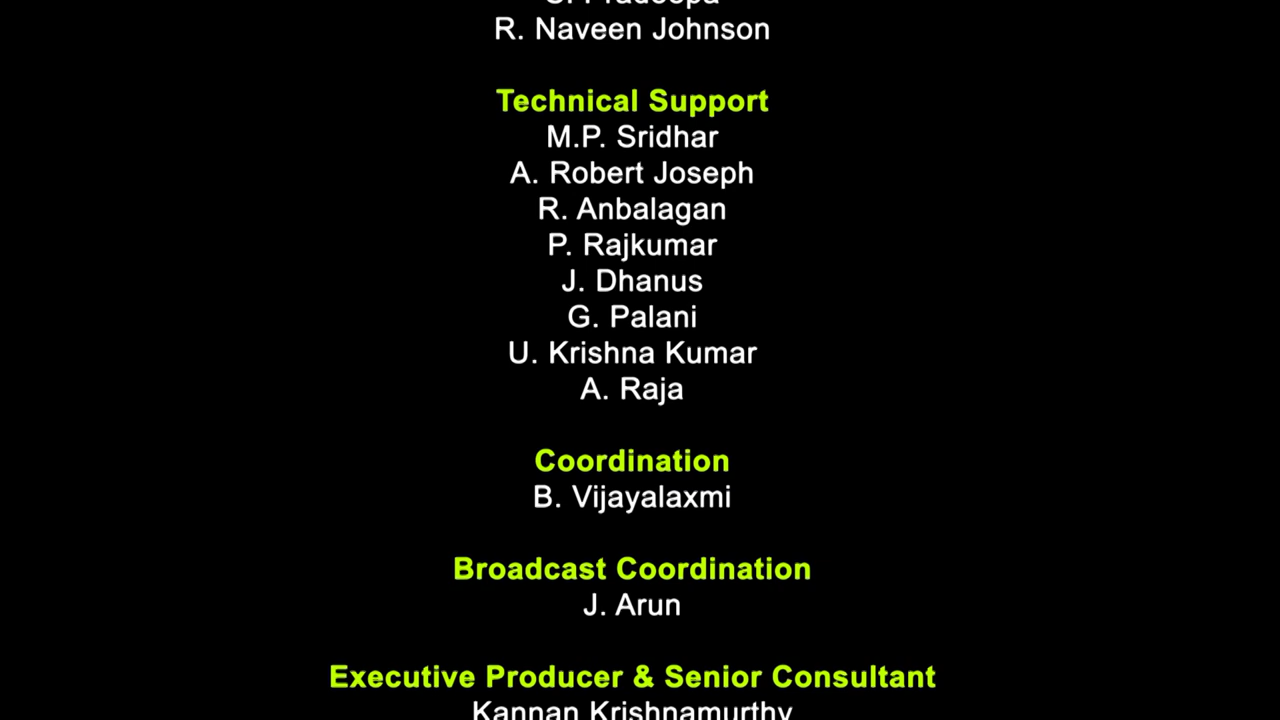 R. Naveen Johnson
Technical Support
M.P. Sridhar
A. Robert Joseph
R. Anbalagan
P. Rajkumar
J. Dhanus
G. Palani
U. Krishna Kumar
A. Raja
Coordination
B. Vijayalaxmi
Broadcast Coordination
J. Arun
Executive Producer & Senior Consultant
Kannan Krishnamurthy